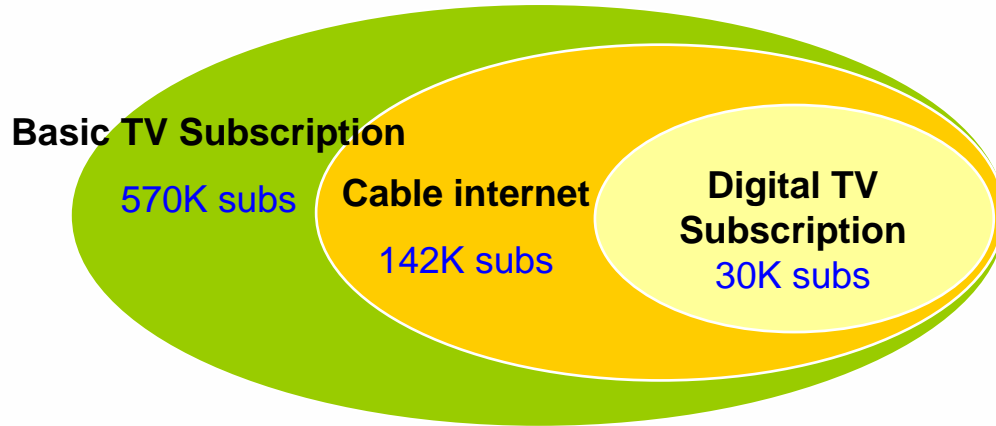 Basic TV Subscription
570K subs
Cable internet
142K subs
Digital TV
Subscription
30K subs